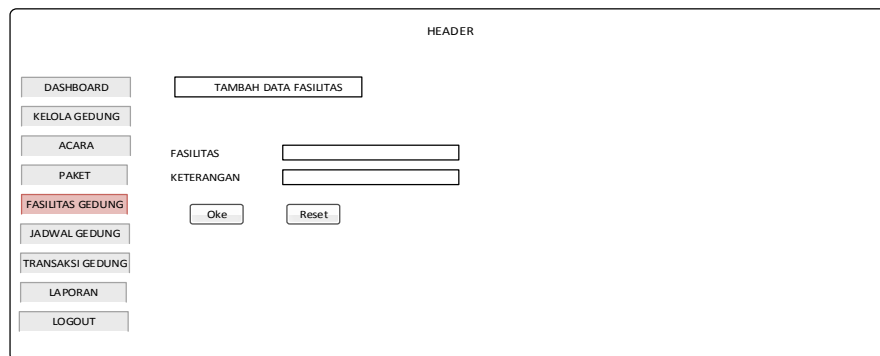 HEADER
DASHBOARD
TAMBAH DATA FASILITAS
KELOLA GEDUNG
ACARA
FASILITAS
PAKET
KETERANGAN
FASILITAS GEDUNG
Oke
Reset
JADWAL GEDUNG
TRANSAKSI GEDUNG
LAPORAN
LOGOUT